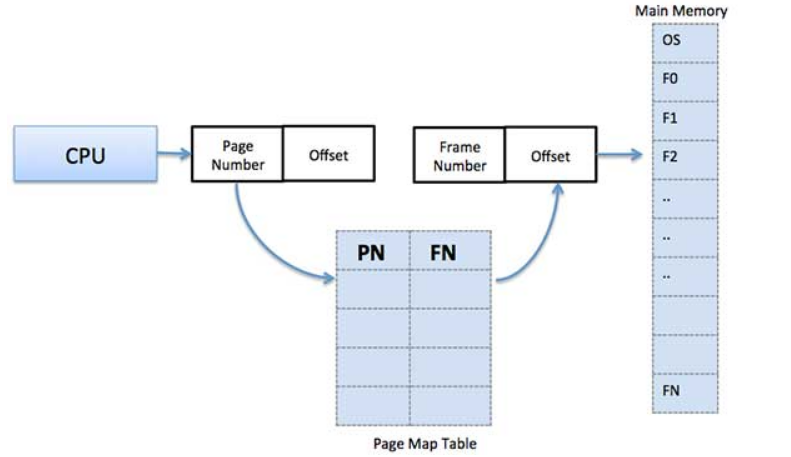 Main Memory
OS
F0
F1
F2
..
..
..
FN
CPU
Page
Number
Offset
Frame
Number
Offset
PN
FN
Page Map Table